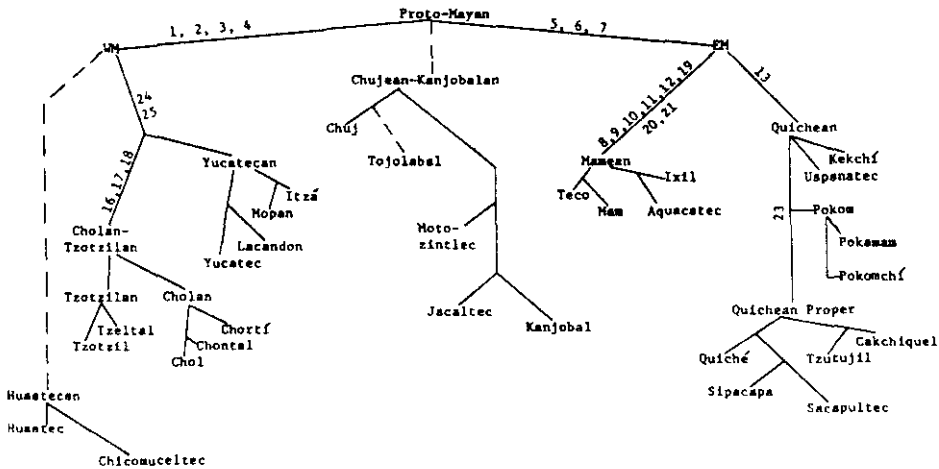 Proto-Mayan
1, 2, 3, 4
5, 6, 7
WM
EM
24
25
Chujean-Kanjobalan
8, 9, 10, 11, 12, 19
20, 21
13
Chuj
Tojolabal
Quichean
Kekchí
Uspanatec
16, 17, 18
Yucatecan
Itzá
Mopan
Mamean
Ixil
Teco
Mam
Aquacatec
23
Pokom
Cholan-
Tzotzilan
Lacandon
Yucatec
Moto-
zintlec
Pokamam
Pokomchí
Tzotzilan
Cholan
Tzeltal
Tzotzil
Chortí
Chontal
Chol
Jacaltec
Kanjobal
Quichean Proper
Cakchiquel
Quiché
Tzutujil
Sipacapa
Sacapultec
Huastecan
Huastec
Chicomuceltec